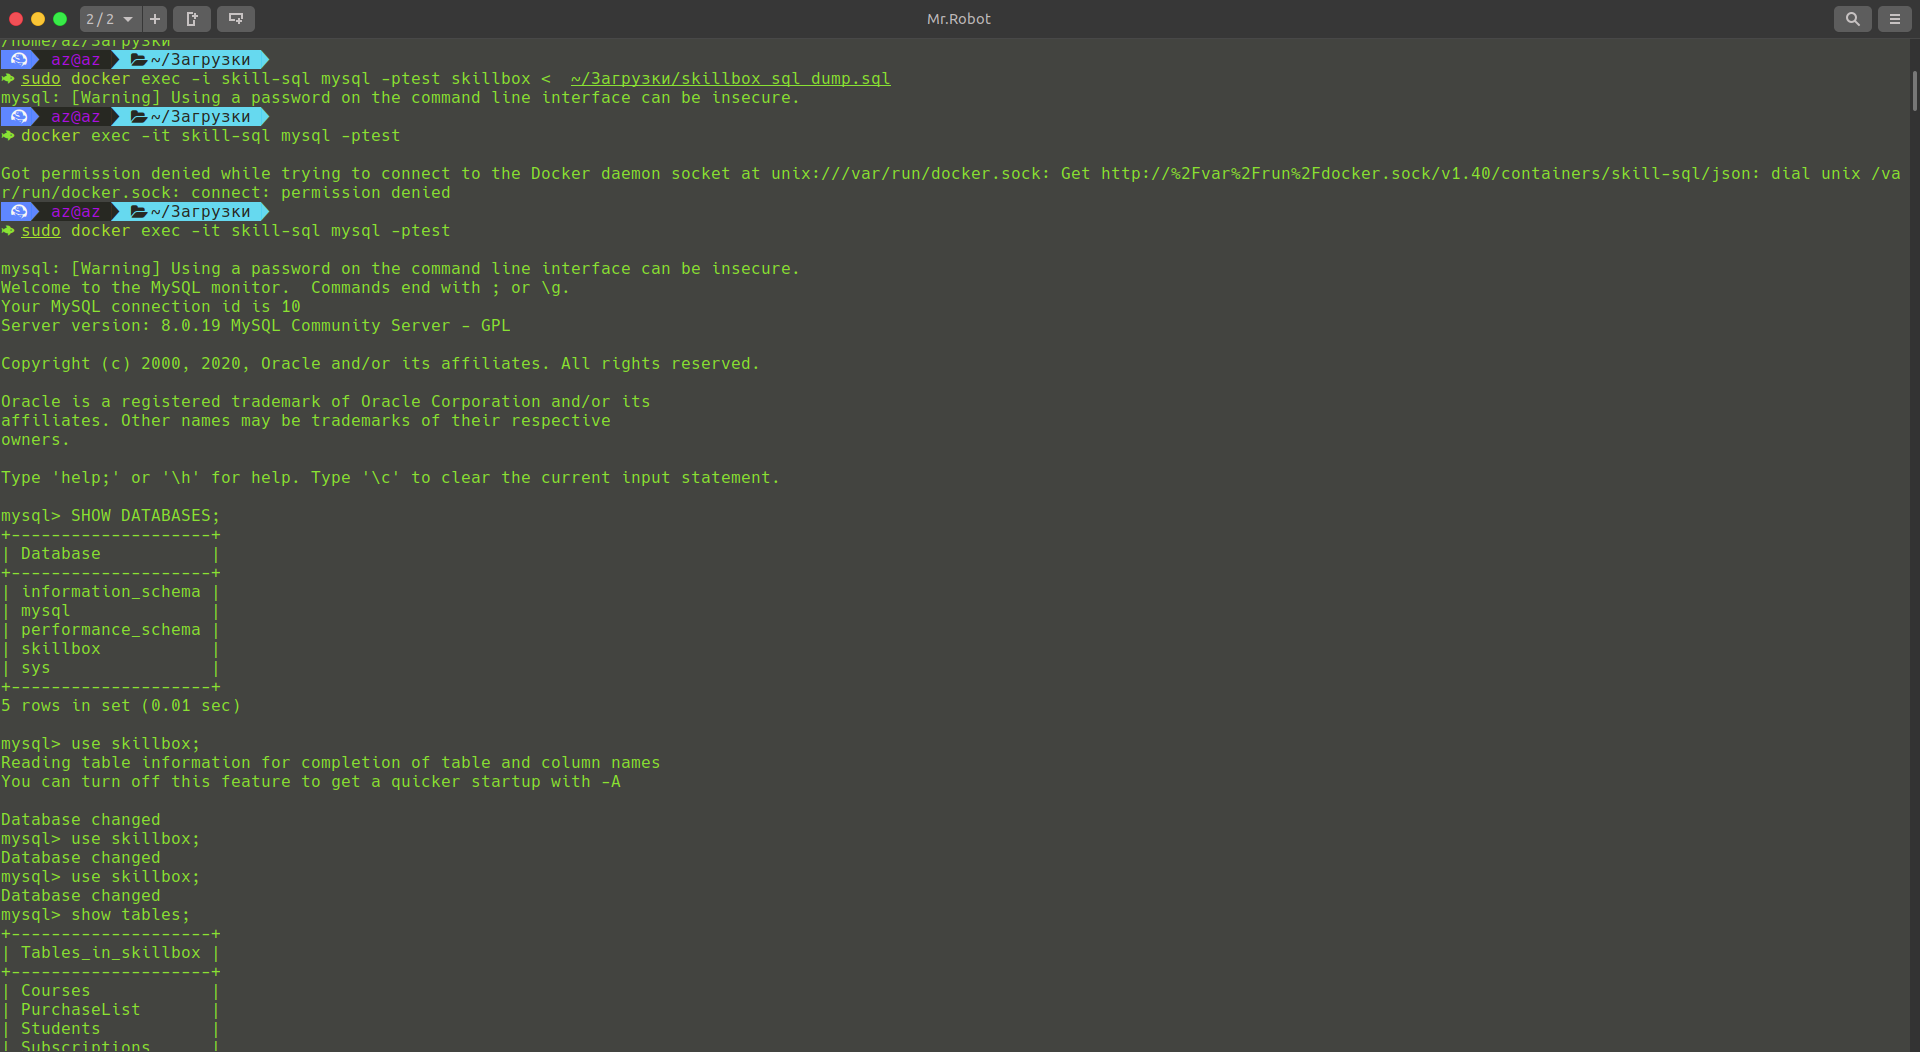 2/2
Mr.Robot
/home/az/Загрузки
az@az ~/Загрузки
sudo docker exec -i skill-sql mysql -ptest skillbox < ~/Загрузки/skillbox_sql_dump.sql
mysql: [Warning] Using a password on the command line interface can be insecure.
az@az ~/Загрузки
docker exec -it skill-sql mysql -ptest
Got permission denied while trying to connect to the Docker daemon socket at unix:///var/run/docker.sock: Get http://%2Fvar%2Frun%2Fdocker.sock/v1.40/containers/skill-sql/json: dial unix /va
r/run/docker.sock: connect: permission denied
az@az ~/Загрузки
sudo docker exec -it skill-sql mysql -ptest
mysql: [Warning] Using a password on the command line interface can be insecure.
Welcome to the MySQL monitor.  Commands end with ; or \g.
Your MySQL connection id is 10
Server version: 8.0.19 MySQL Community Server - GPL
Copyright (c) 2000, 2020, Oracle and/or its affiliates. All rights reserved.
Oracle is a registered trademark of Oracle Corporation and/or its
affiliates. Other names may be trademarks of their respective
owners.
Type 'help;' or '\h' for help. Type '\c' to clear the current input statement.
mysql> SHOW DATABASES;
+--------------------+
| Database           |
+--------------------+
| information_schema |
| mysql              |
| performance_schema |
| skillbox           |
| sys                |
+--------------------+
5 rows in set (0.01 sec)
mysql> use skillbox;
Reading table information for completion of table and column names
You can turn off this feature to get a quicker startup with -A
Database changed
mysql> use skillbox;
Database changed
mysql> use skillbox;
Database changed
mysql> show tables;
+--------------------+
| Tables_in_skillbox |
+--------------------+
| Courses            |
| PurchaseList       |
| Students           |
| Subscriptions      |